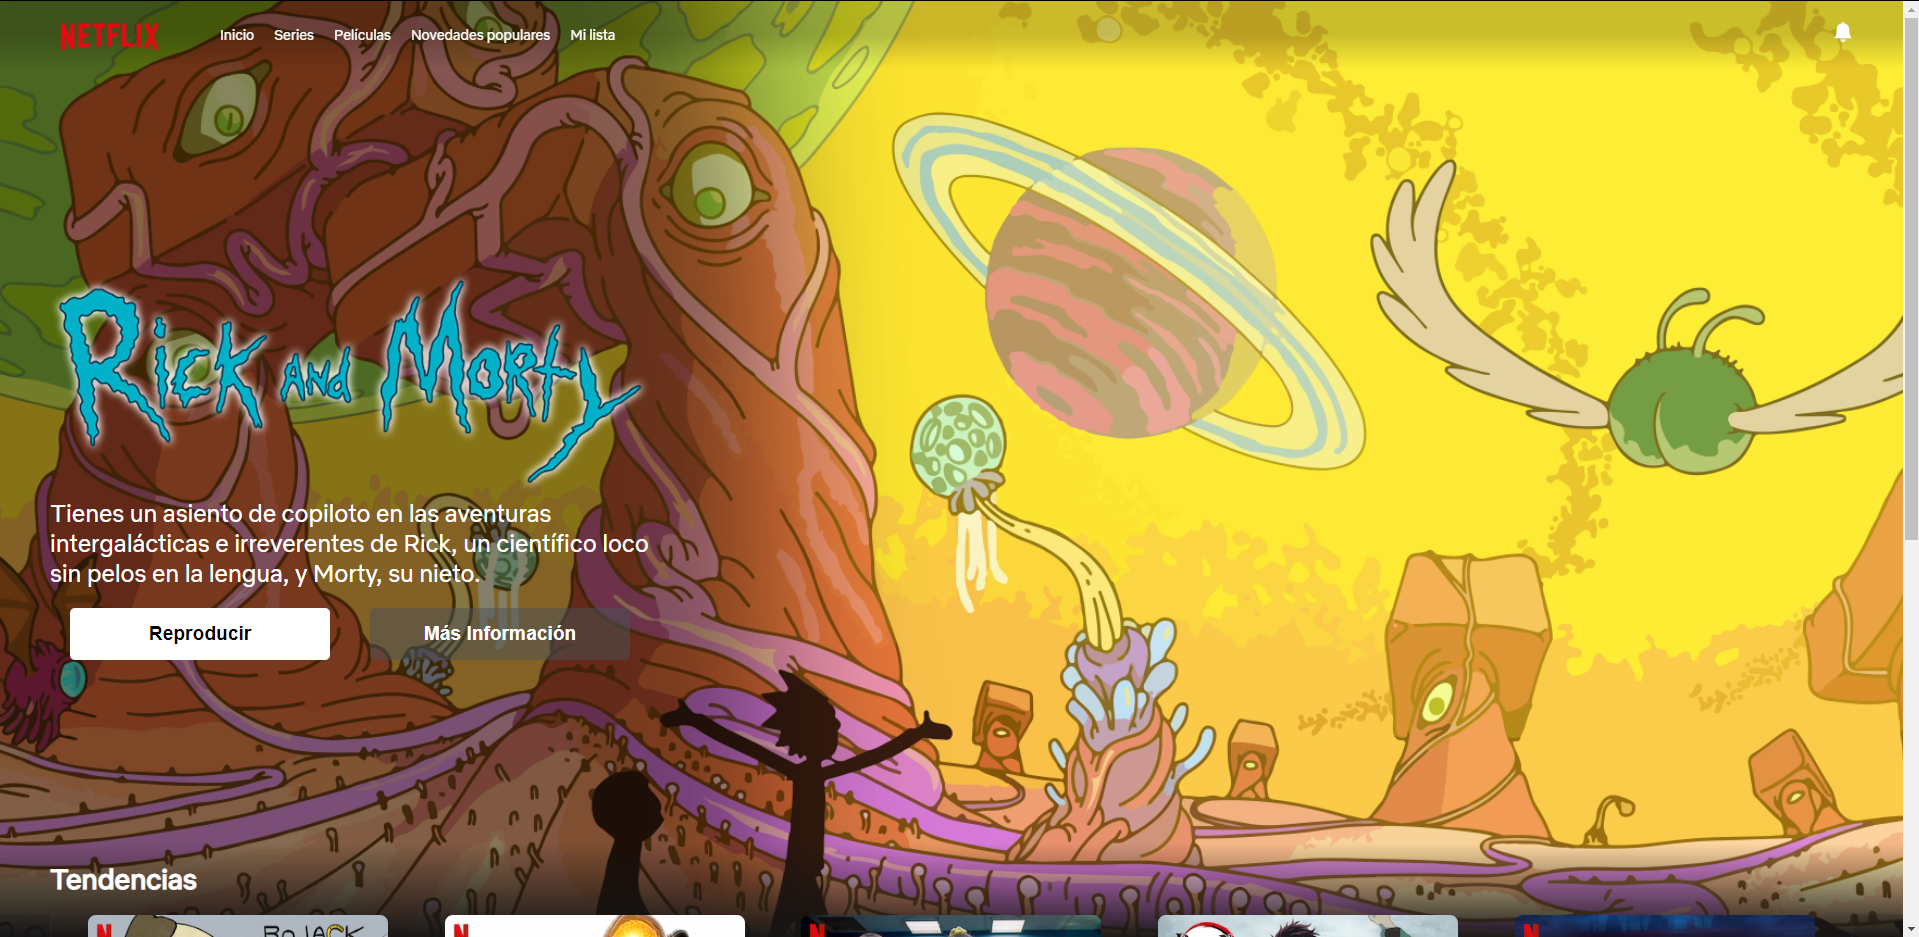 NETFLIX
Inicio Series Películas Novedades populares Mi lista
Rick and Morty
Tienes un asiento de copiloto en las aventuras
intergalácticas e irreverentes de Rick, un científico loco
sin pelos en la lengua, y Morty, su nieto.
Reproducir Más Información
Tendencias
N BoJACK N N N